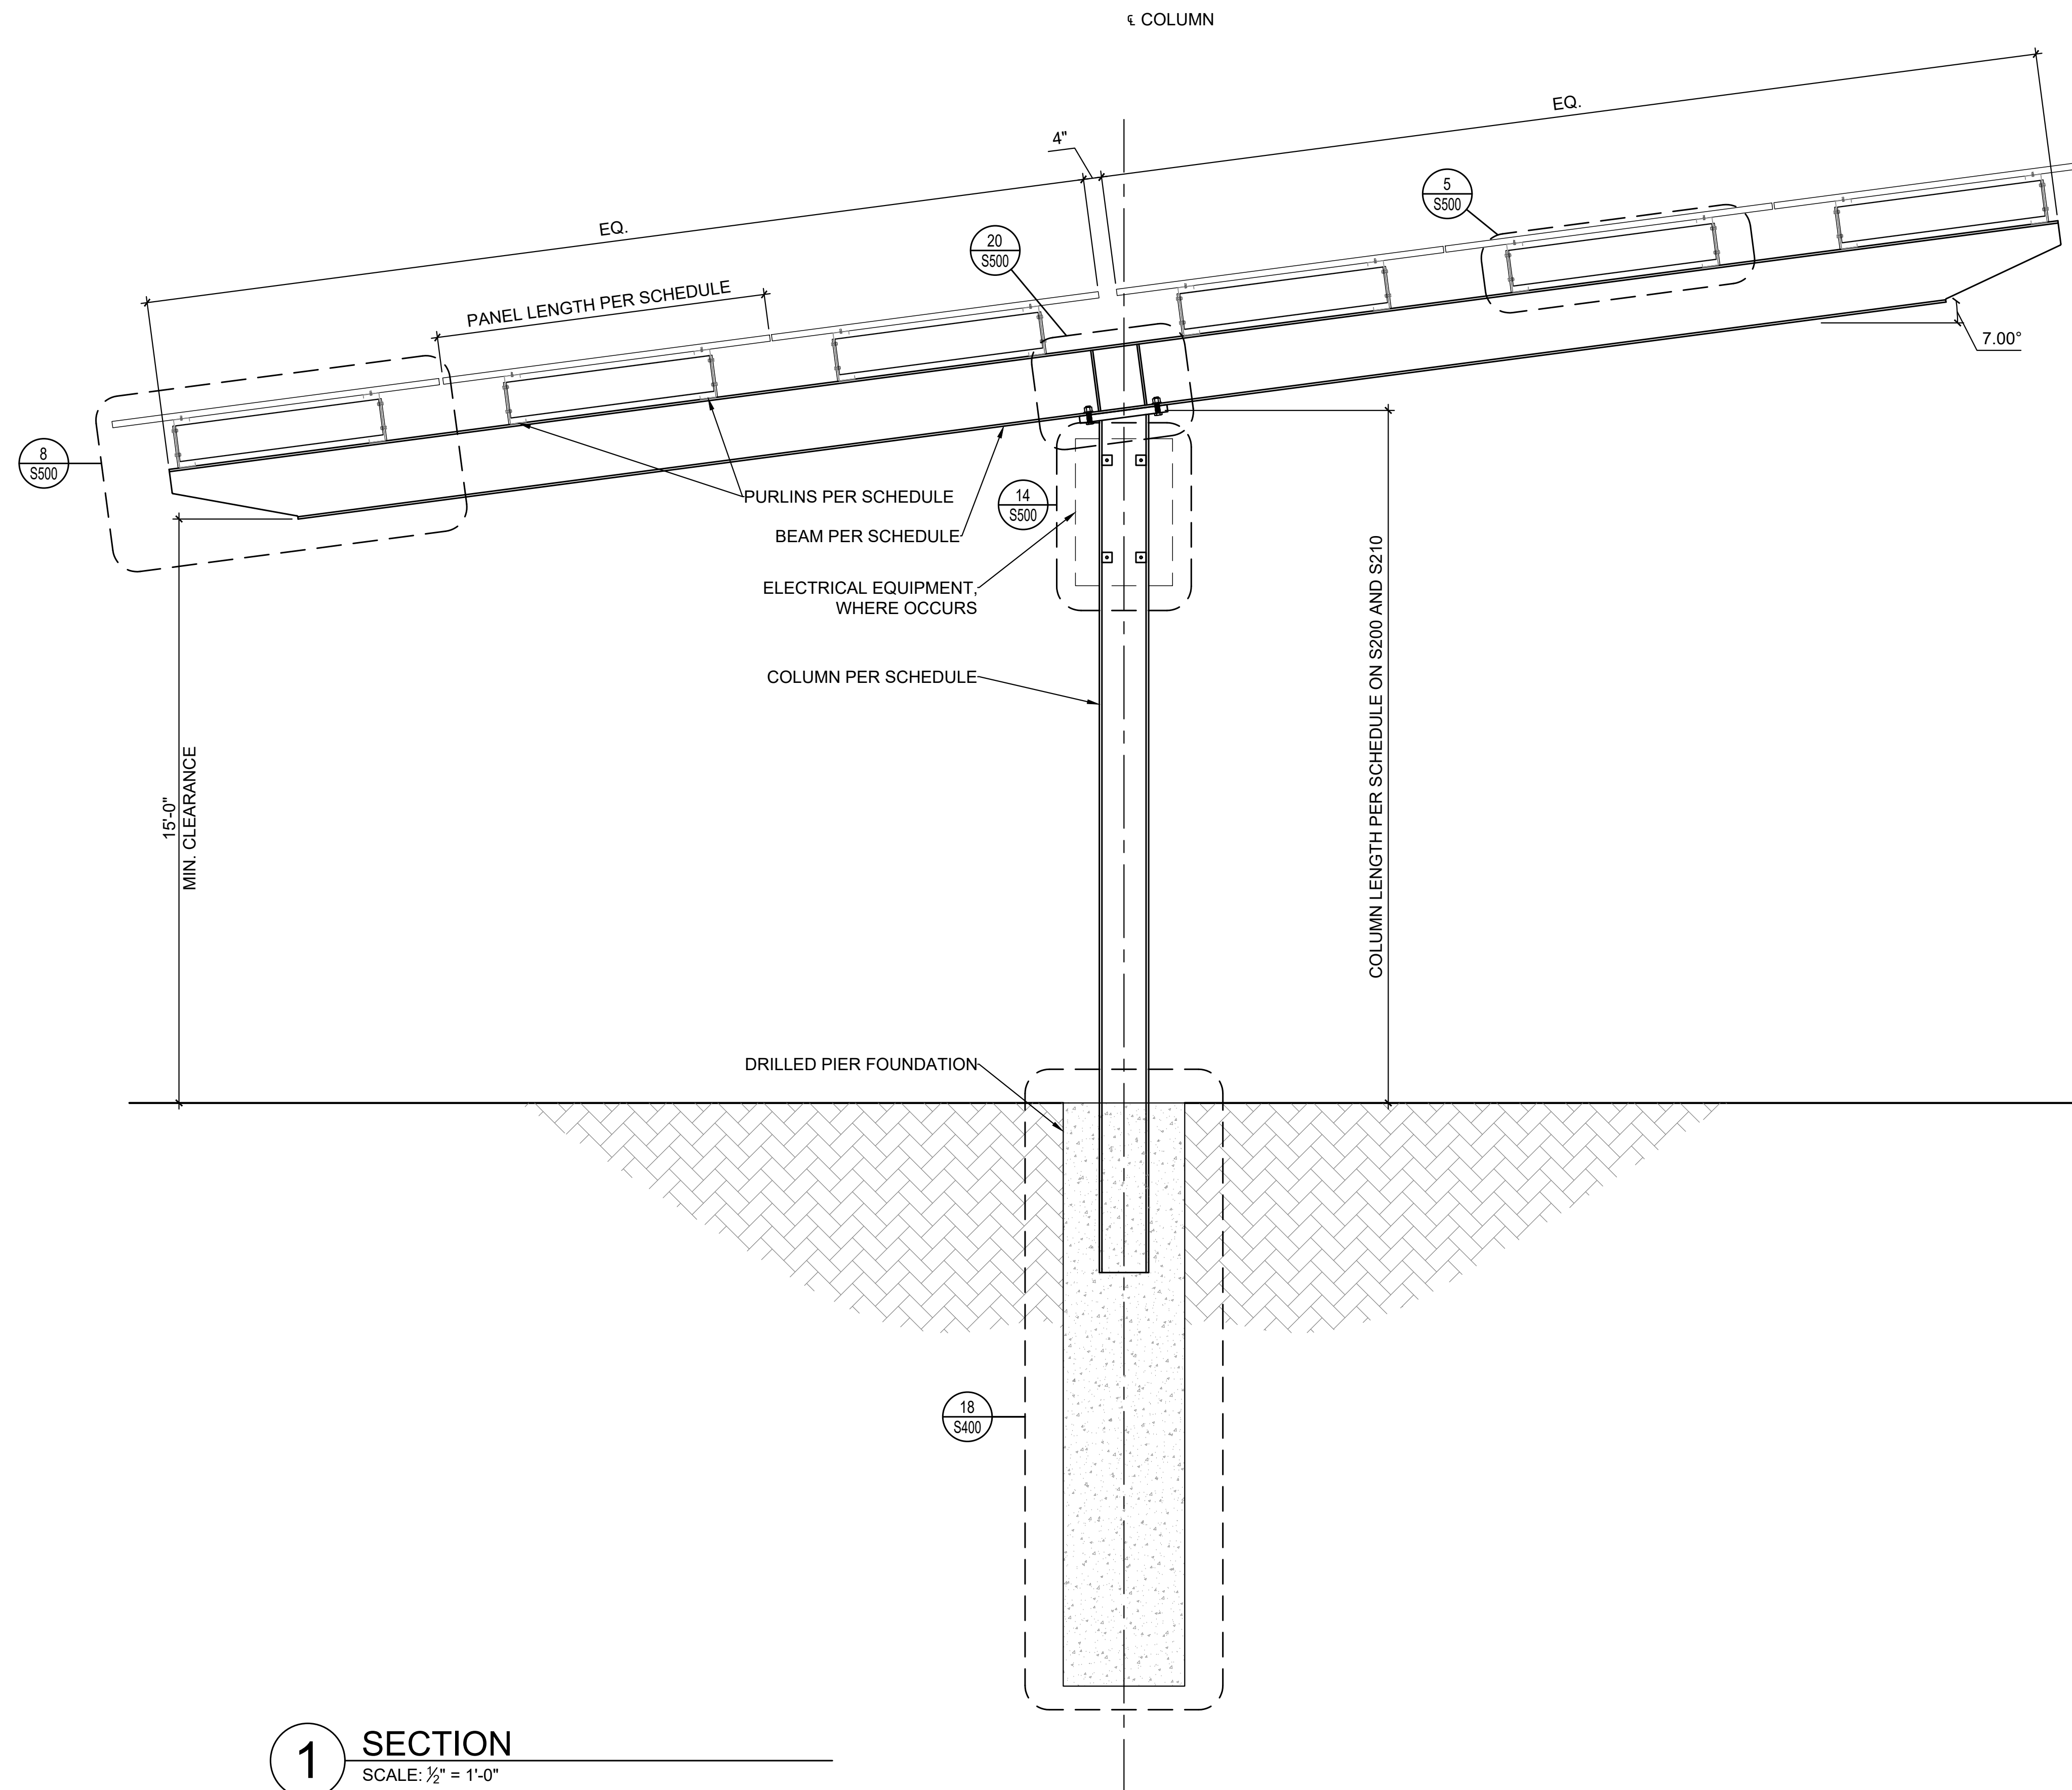 ℄ COLUMN
EQ.
4"
5
S500
EQ.
20
S500
PANEL LENGTH PER SCHEDULE
7.00°
8
S500
PURLINS PER SCHEDULE
14
S500
BEAM PER SCHEDULE
ELECTRICAL EQUIPMENT,
WHERE OCCURS
COLUMN PER SCHEDULE
COLUMN LENGTH PER SCHEDULE ON S200 AND S210
15'-0"
MIN. CLEARANCE
DRILLED PIER FOUNDATION
18
S400
1
SECTION
SCALE: ½" = 1'-0"